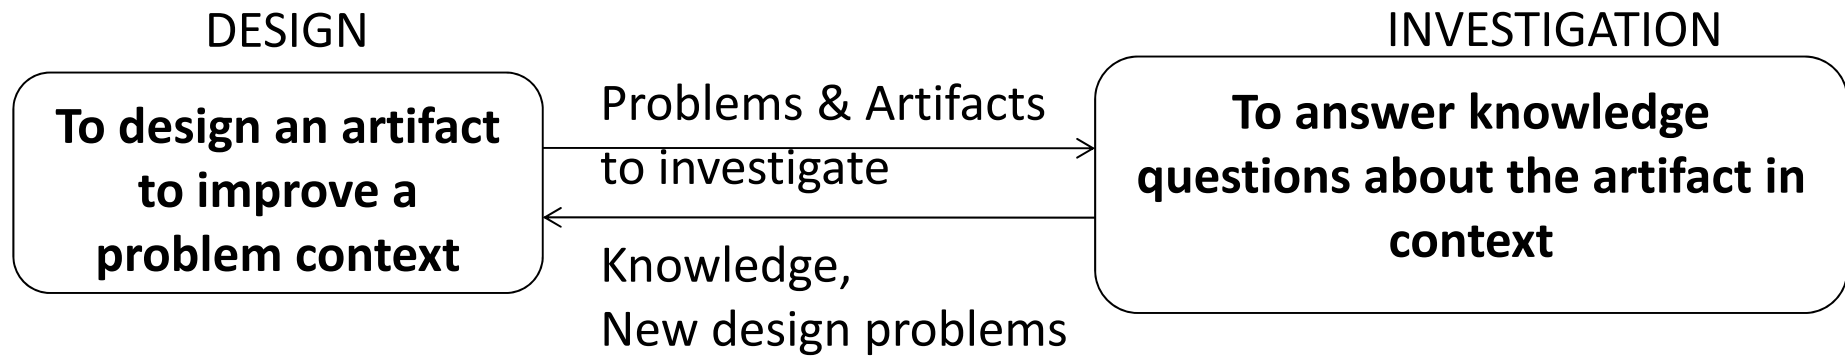 DESIGN
To design an artifact
to improve a
problem context
Problems & Artifacts
to investigate
Knowledge,
New design problems
INVESTIGATION
To answer knowledge
questions about the artifact in
context